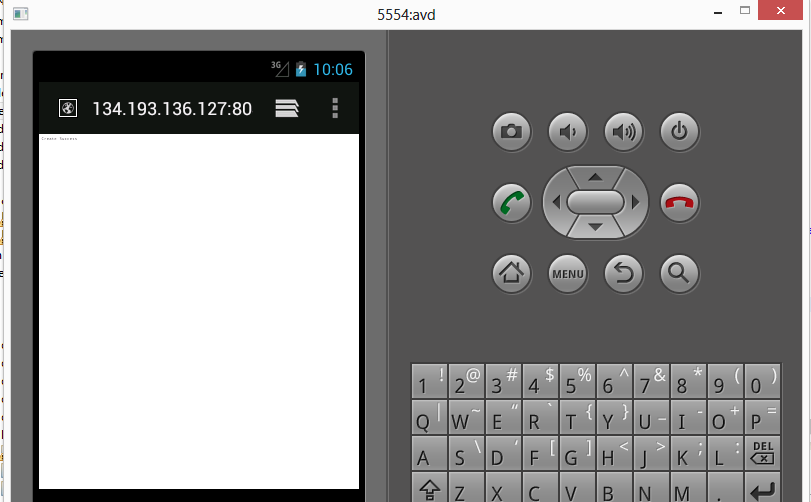 5554:avd
3G 10:06
134.193.136.127:80
Create Success
MENU
1 ! 2 @ 3 # 4 $ 5 % 6 ^ 7 & 8 * 9 ( 0 )
Q | W ~ E “ R ` T { Y } U _ I - O + P =
A S \ D ‘ F [ G ] H < J > K ; L : DEL
Z X C V B N M .